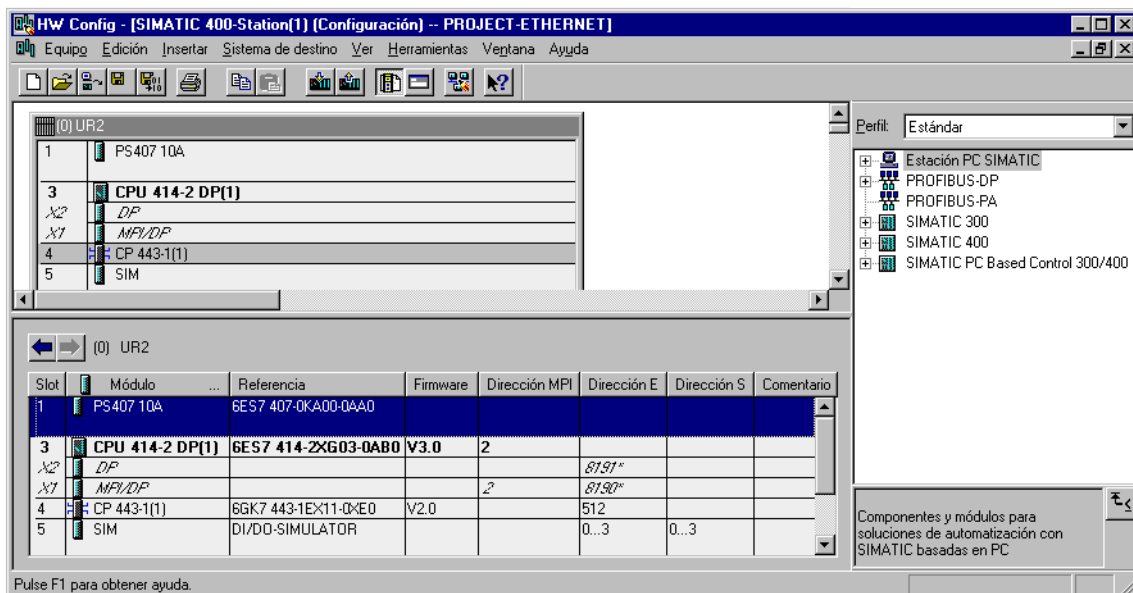 HW Config - [SIMATIC 400-Station(1) (Configuración) -- PROJECT-ETHERNET]
Equipo Edición Insertar Sistema de destino Ver Herramientas Ventana Ayuda
(0) UR2
1 PS407 10A
3 CPU 414-2 DP(1)
X2 DP
X1 MPI/DP
4 CP 443-1(1)
5 SIM
Perfil: Estándar
Estación PC SIMATIC
PROFIBUS-DP
PROFIBUS-PA
SIMATIC 300
SIMATIC 400
SIMATIC PC Based Control 300/400
(0) UR2
Slot Módulo ... Referencia Firmware Dirección MPI Dirección E Dirección S Comentario
1 PS407 10A 6ES7 407-0KA00-0AA0
3 CPU 414-2 DP(1) 6ES7 414-2XG03-0AB0 V3.0 2
X2 DP 8191*
X1 MPI/DP 2 8190*
4 CP 443-1(1) 6GK7 443-1EX11-0XE0 V2.0 512
5 SIM DI/DO-SIMULATOR 0...3 0...3
Componentes y módulos para
soluciones de automatización con
SIMATIC basadas en PC
Pulse F1 para obtener ayuda.